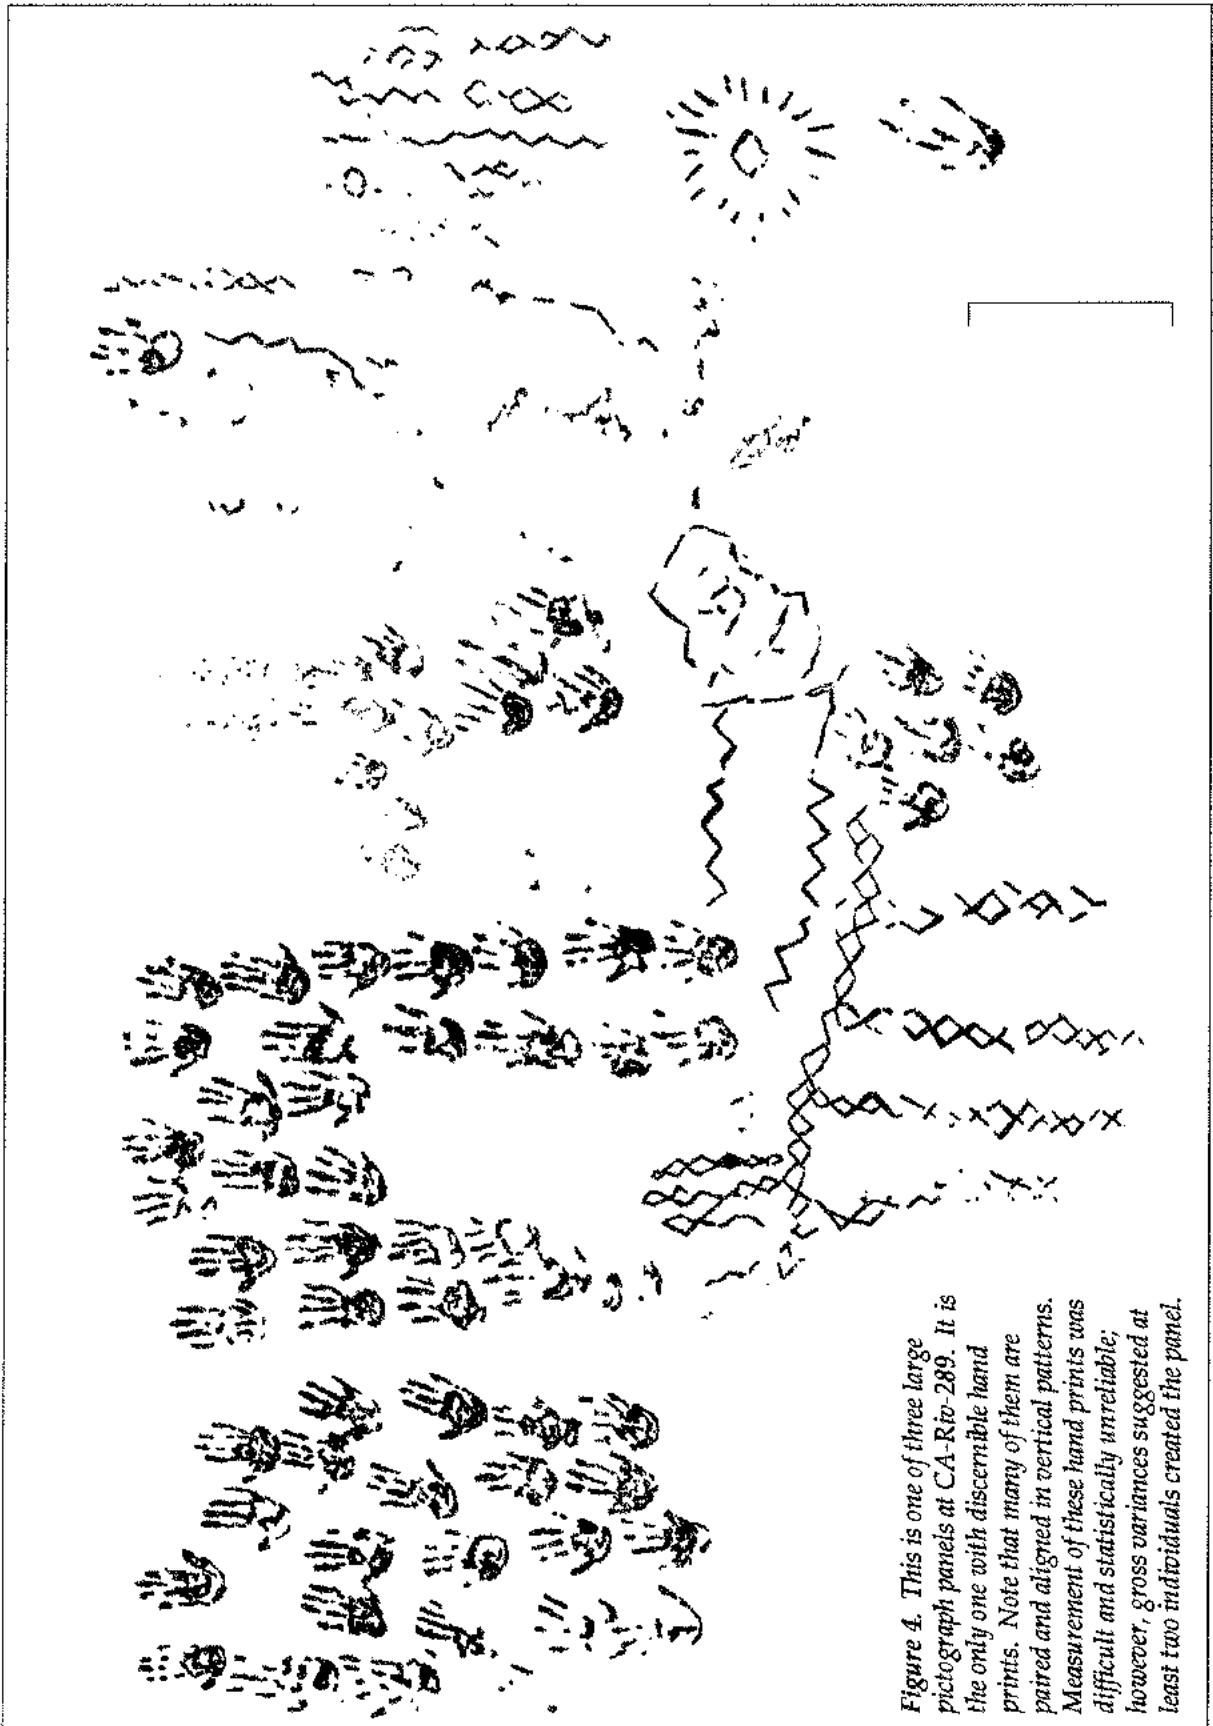 Figure 4. This is one of three large
pictograph panels at CA-Riv-289. It is
the only one with discernible hand
prints. Note that many of them are
paired and aligned in vertical patterns.
Measurement of these hand prints was
difficult and statistically unreliable;
however, gross variances suggested at
least two individuals created the panel.